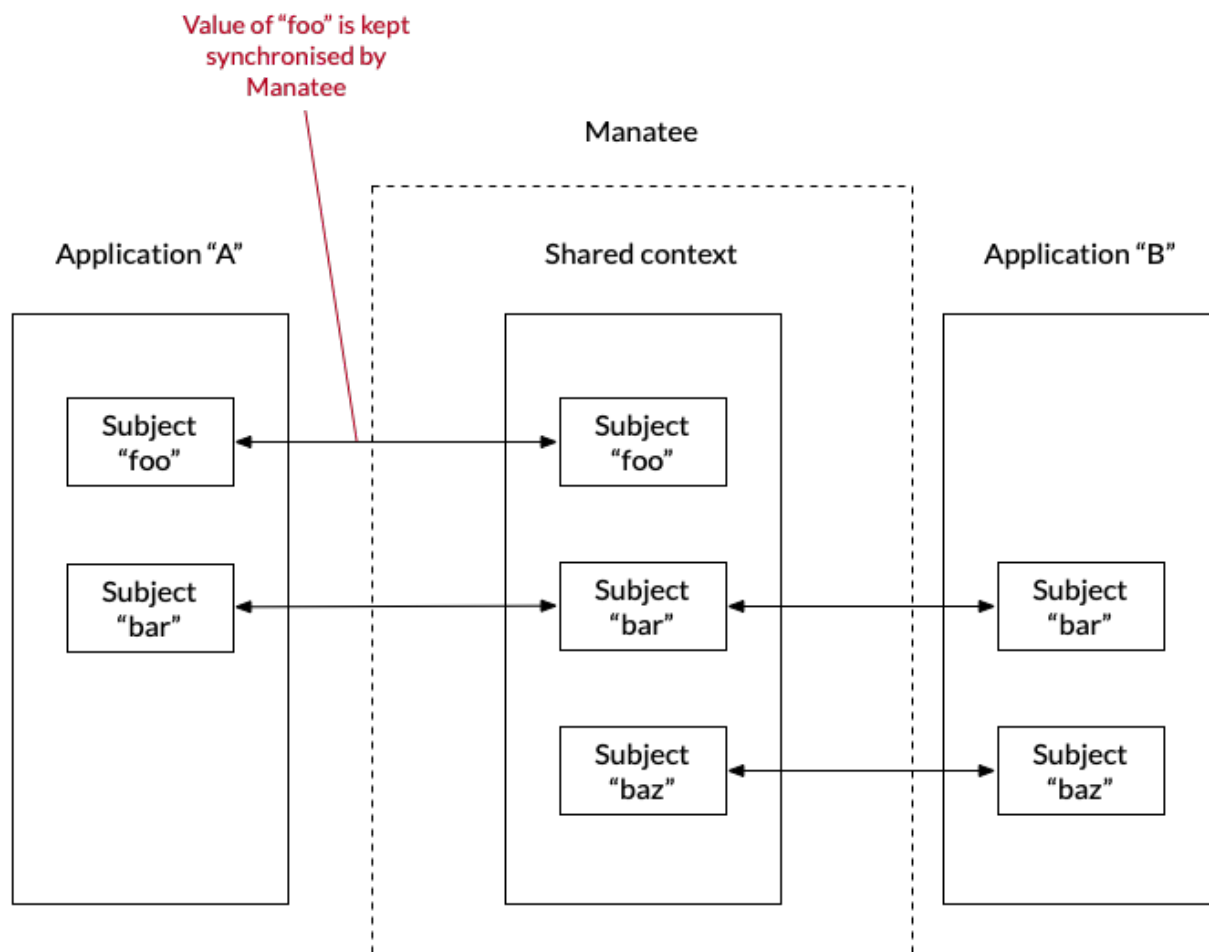 Value of “foo” is kept
synchronised by
Manatee
Manatee
Application “A”
Shared context
Application “B”
Subject
“foo”
Subject
“foo”
Subject
“bar”
Subject
“bar”
Subject
“bar”
Subject
“baz”
Subject
“baz”